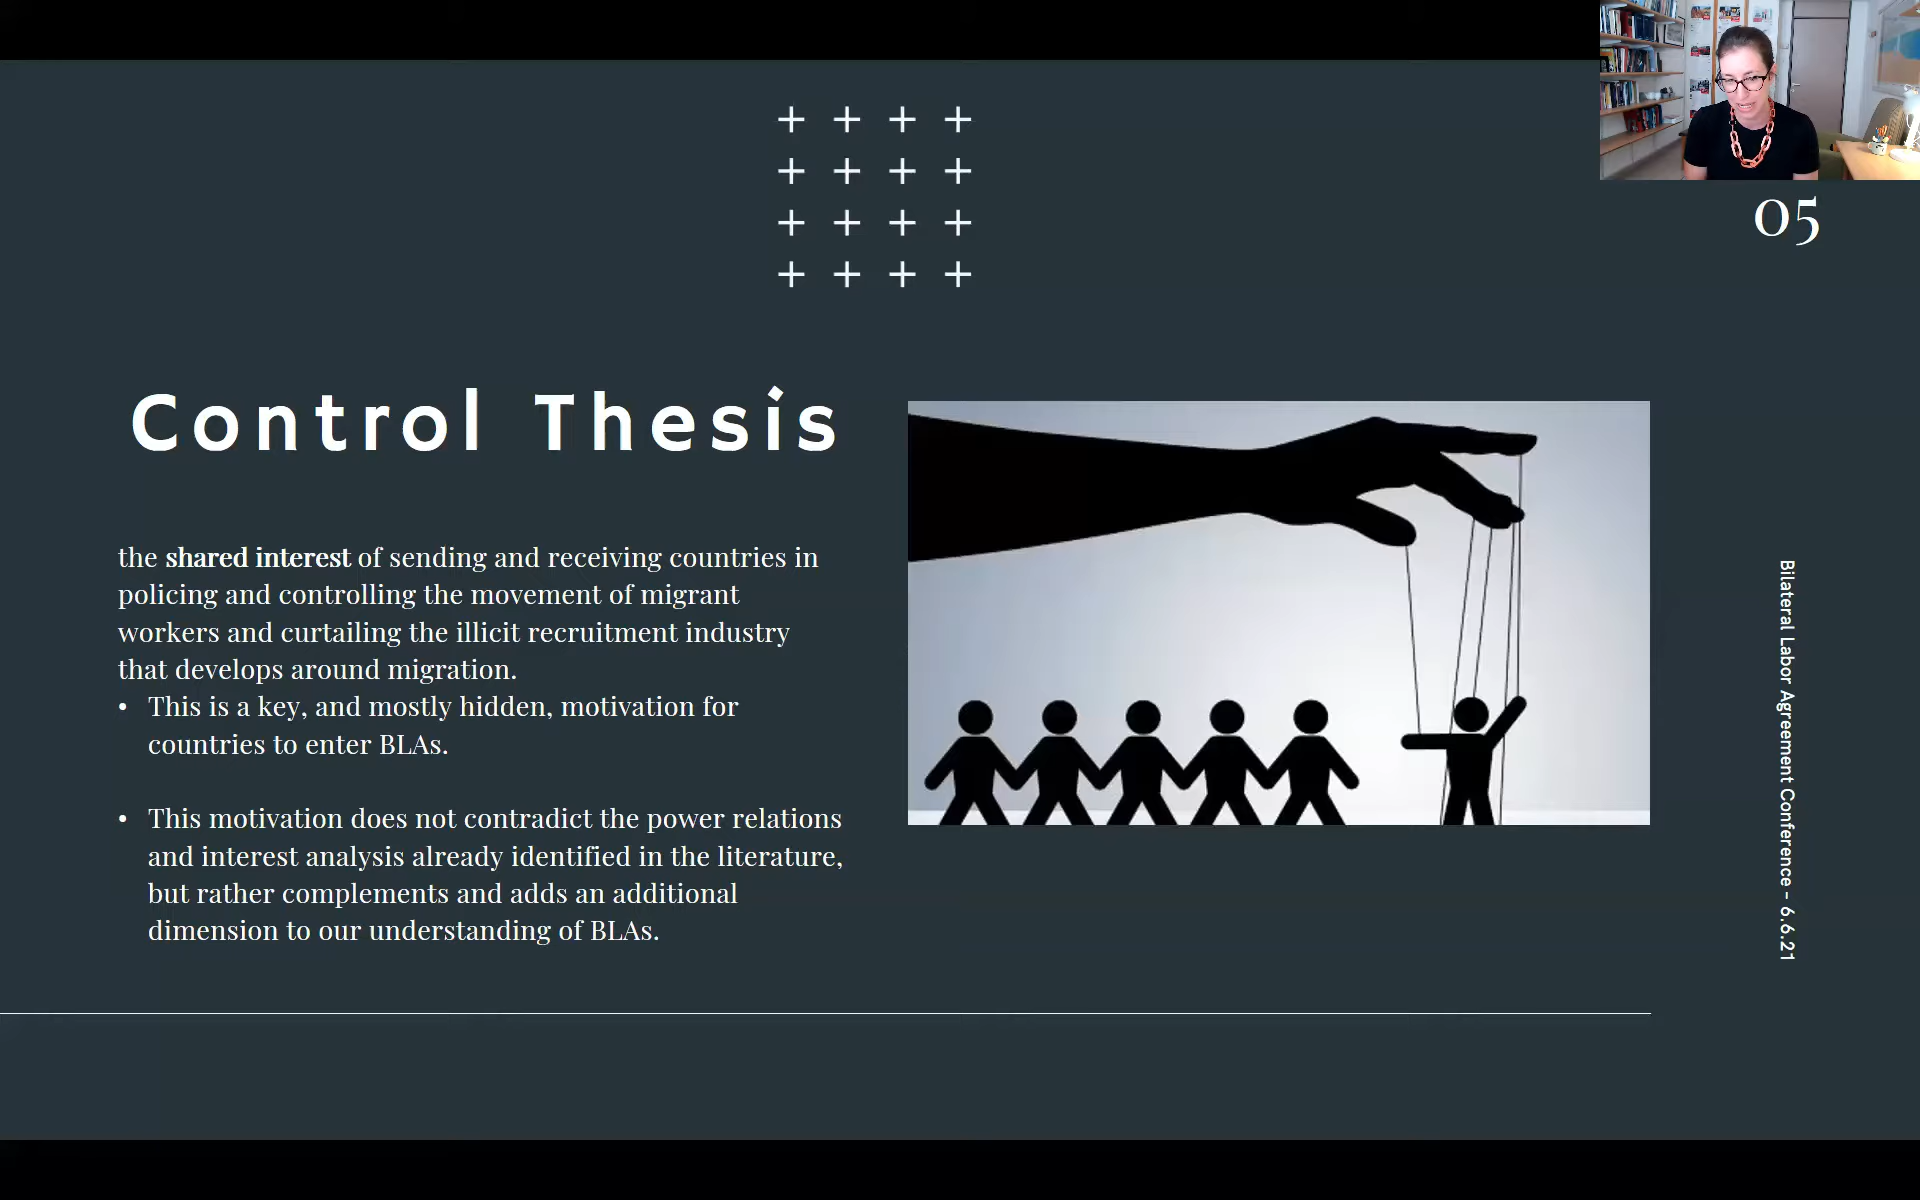 05
Control Thesis
the shared interest of sending and receiving countries in
policing and controlling the movement of migrant
workers and curtailing the illicit recruitment industry
that develops around migration.
• This is a key, and mostly hidden, motivation for
countries to enter BLAs.
• This motivation does not contradict the power relations
and interest analysis already identified in the literature,
but rather complements and adds an additional
dimension to our understanding of BLAs.
Bilateral Labor Agreement Conference - 6.6.21